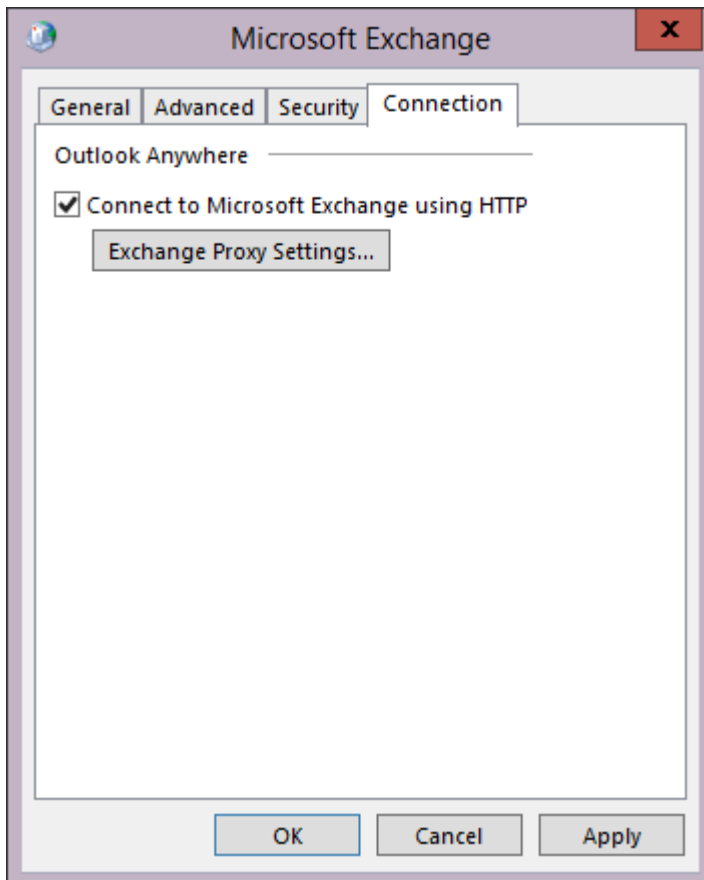 Microsoft Exchange
x
General Advanced Security Connection
Outlook Anywhere
Connect to Microsoft Exchange using HTTP
Exchange Proxy Settings...
OK Cancel Apply